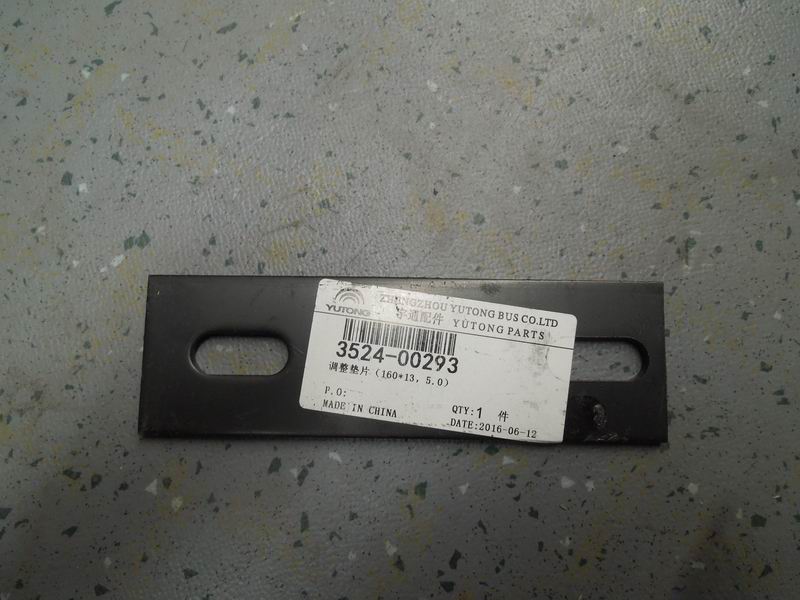 ZHENGZHOU YUTONG BUS CO.LTD
YUTONG
宇通配件 YUTONG PARTS
3524-00293
调整垫片（160*13，5.0）
P.O:
QTY:1 件
MADE IN CHINA
DATE:2016-06-12